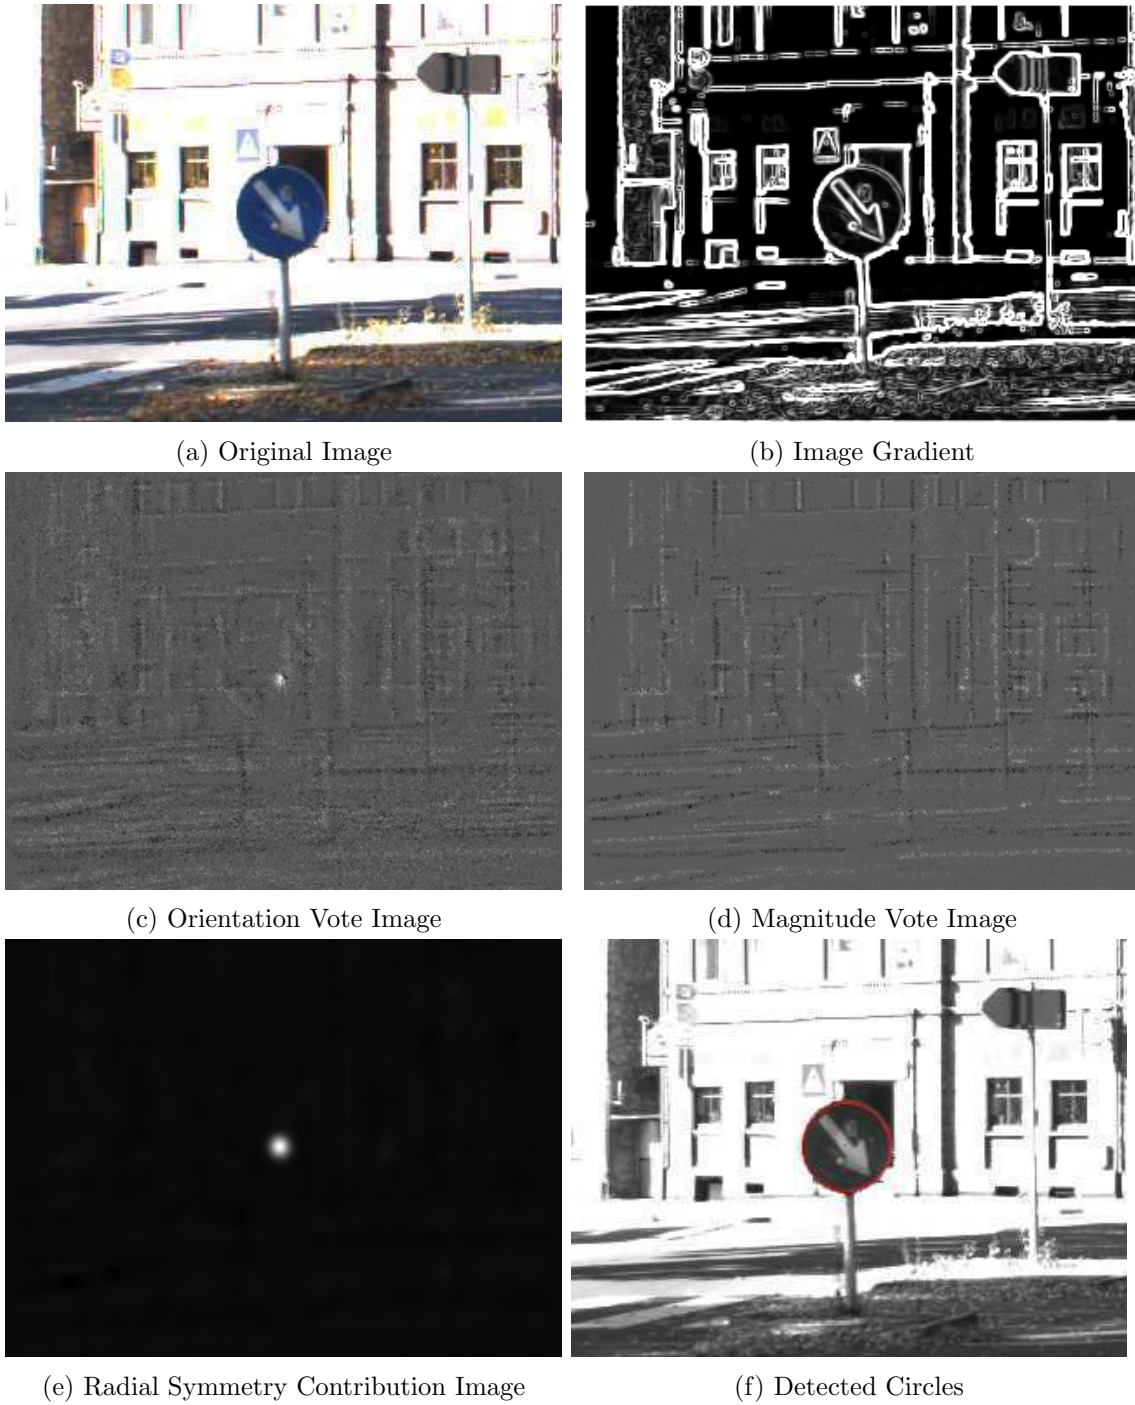 (a) Original Image
(b) Image Gradient
(c) Orientation Vote Image
(d) Magnitude Vote Image
(e) Radial Symmetry Contribution Image
(f) Detected Circles